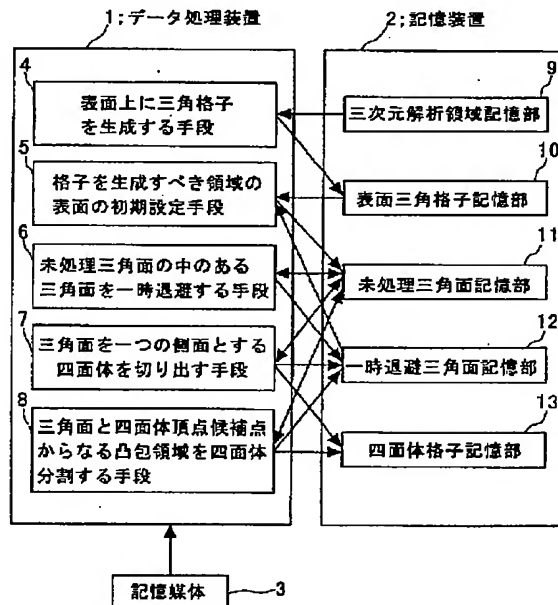 1;データ処理装置
2;記憶装置
4
表面上に三角格子
を生成する手段
9
三次元解析領域記憶部
5
格子を生成すべき領域の
表面の初期設定手段
10
表面三角格子記憶部
6
未処理三角面の中のある
三角面を一時退避する手段
11
未処理三角面記憶部
7
三角面を一つの側面とする
四面体を切り出す手段
12
一時退避三角面記憶部
8
三角面と四面体頂点候補点
からなる凸包領域を四面体
分割する手段
13
四面体格子記憶部
記憶媒体
3